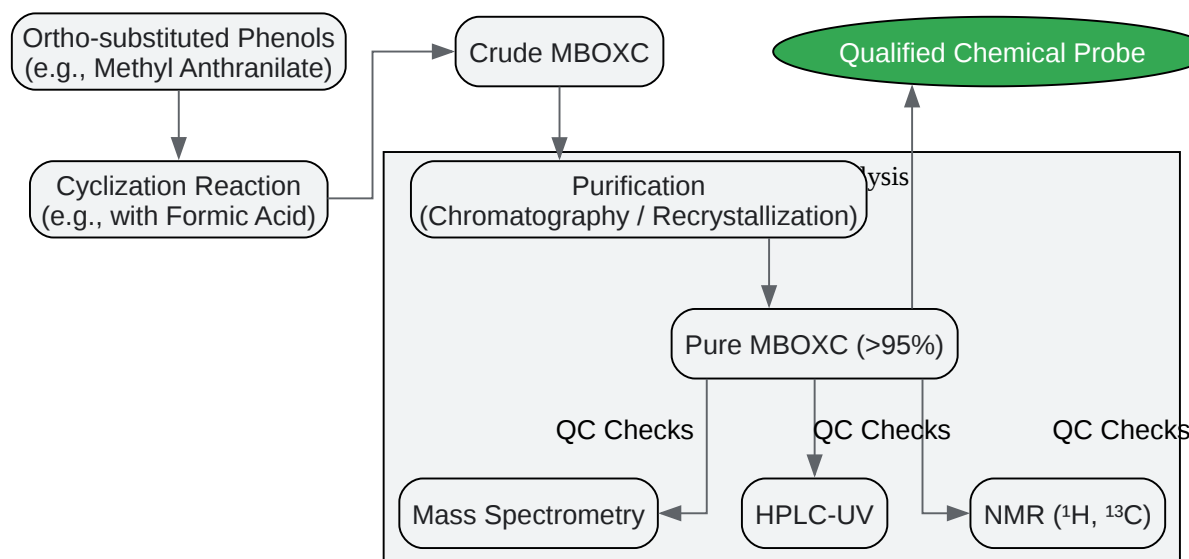 Ortho-substituted Phenols
(e.g., Methyl Anthranilate)
Crude MBOXC
Qualified Chemical Probe
Cyclization Reaction
(e.g., with Formic Acid)
Purification
(Chromatography / Recrystallization)
Pure MBOXC (>95%)
QC Checks
QC Checks
QC Checks
Mass Spectrometry
HPLC-UV
NMR (¹H, ¹³C)